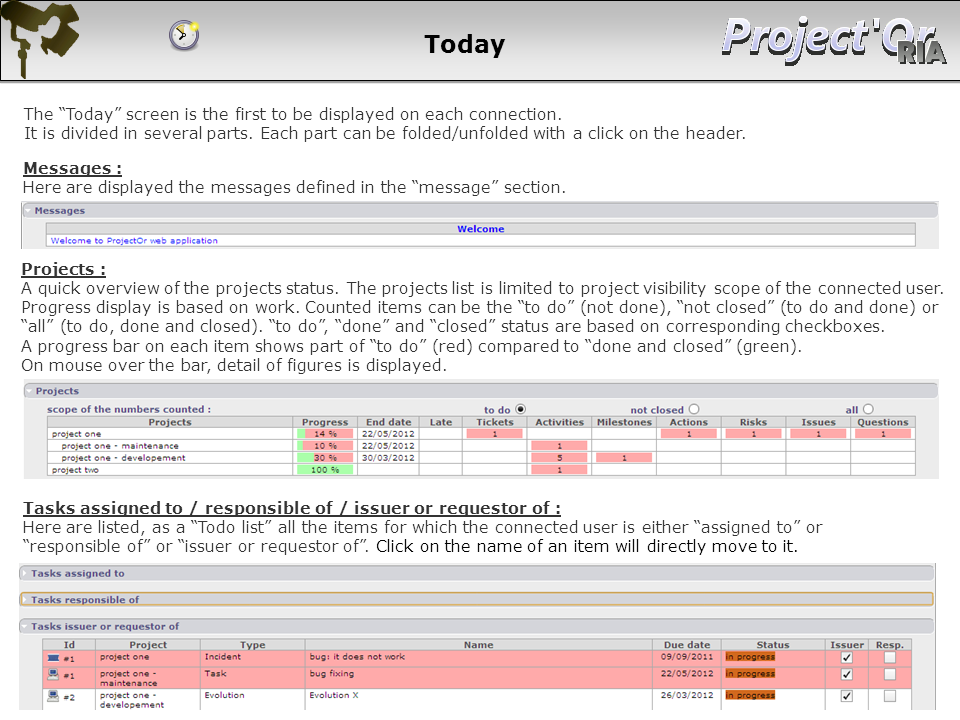 Today
Project'Or
RIA
The “Today” screen is the first to be displayed on each connection.
It is divided in several parts. Each part can be folded/unfolded with a click on the header.
Messages :
Here are displayed the messages defined in the “message” section.
Messages
Welcome
Welcome to ProjectOr web application
Projects :
A quick overview of the projects status. The projects list is limited to project visibility scope of the connected user.
Progress display is based on work. Counted items can be the “to do” (not done), “not closed” (to do and done) or
“all” (to do, done and closed). “to do”, “done” and “closed” status are based on corresponding checkboxes.
A progress bar on each item shows part of “to do” (red) compared to “done and closed” (green).
On mouse over the bar, detail of figures is displayed.
Projects
scope of the numbers counted : to do not closed all
Projects Progress End date Late Tickets Activities Milestones Actions Risks Issues Questions
project one 14 % 22/05/2012 1 1 1 1 1
project one - maintenance 10 % 22/05/2012 1
project one - developement 30 % 30/03/2012 5 1
project two 100 % 1
Tasks assigned to / responsible of / issuer or requestor of :
Here are listed, as a “Todo list” all the items for which the connected user is either “assigned to” or
“responsible of” or “issuer or requestor of”. Click on the name of an item will directly move to it.
Tasks assigned to
Tasks responsible of
Tasks issuer or requestor of
Id Project Type Name Due date Status Issuer Resp.
#1 project one Incident bug: it does not work 09/09/2011 in progress
#1 project one - Task bug fixing 22/05/2012 in progress
maintenance
#2 project one - Evolution Evolution X 26/03/2012 in progress
developement